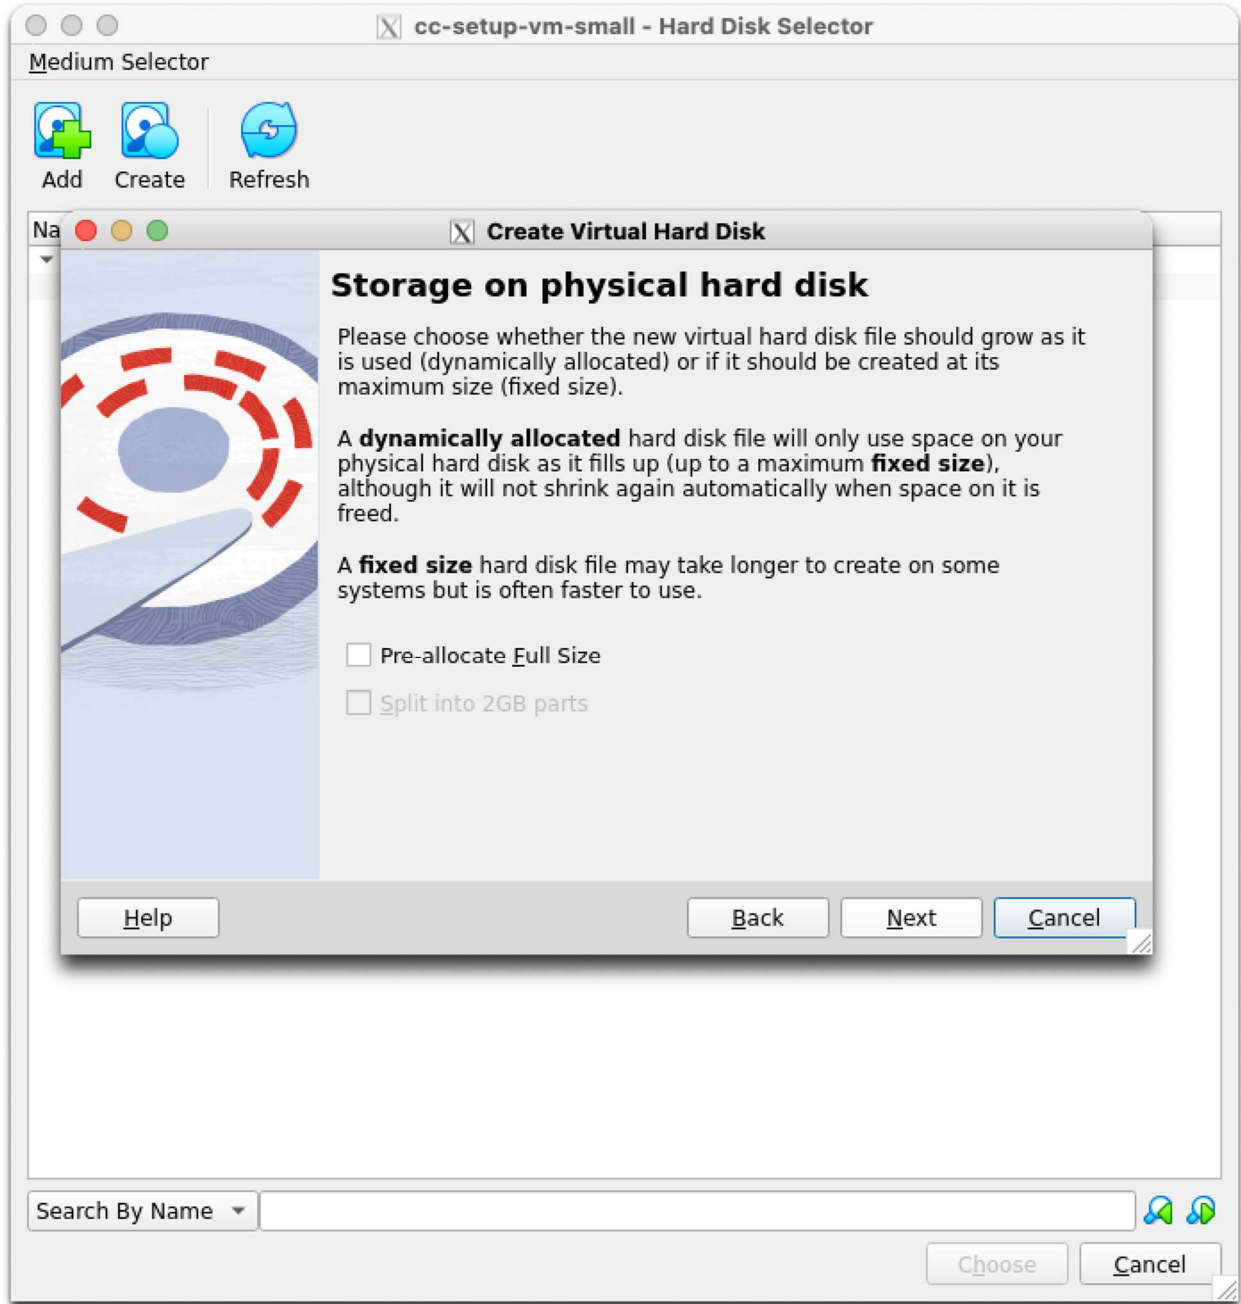 cc-setup-vm-small - Hard Disk Selector
Medium Selector
Add Create Refresh
Na
Create Virtual Hard Disk
Storage on physical hard disk
Please choose whether the new virtual hard disk file should grow as it
is used (dynamically allocated) or if it should be created at its
maximum size (fixed size).
A dynamically allocated hard disk file will only use space on your
physical hard disk as it fills up (up to a maximum fixed size),
although it will not shrink again automatically when space on it is
freed.
A fixed size hard disk file may take longer to create on some
systems but is often faster to use.
Pre-allocate Full Size
Split into 2GB parts
Help Back Next Cancel
Search By Name
Choose Cancel